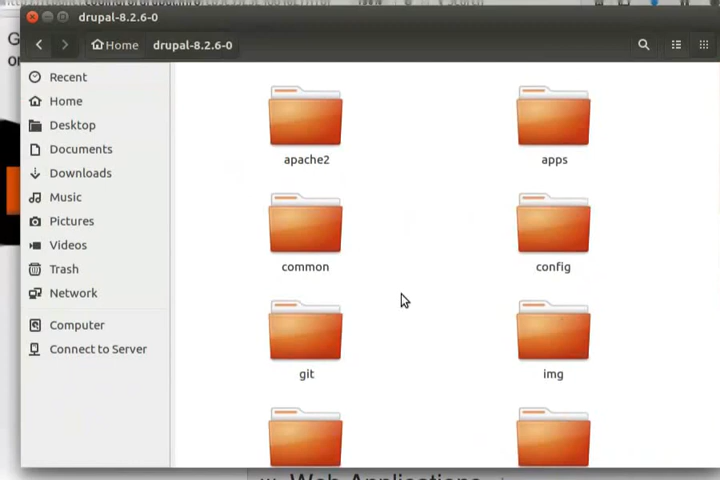 drupal-8.2.6-0
Home drupal-8.2.6-0
Recent
Home
Desktop
Documents
Downloads
Music
Pictures
Videos
Trash
Network
Computer
Connect to Server
apache2 apps
common config
git img
Web Applications